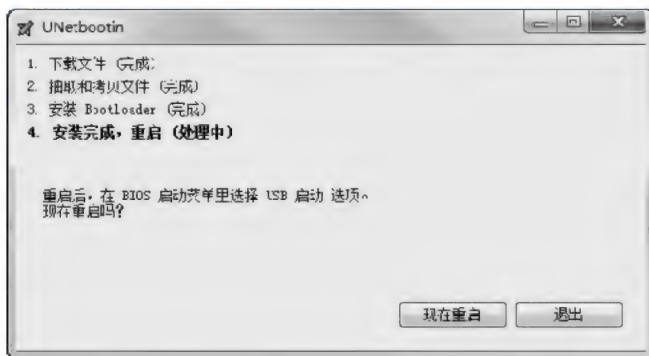 UNetbootin
1. 下载文件 (完成)
2. 抽取和拷贝文件 (完成)
3. 安装 Bootloader (完成)
4. 安装完成，重启 (处理中)
重启后，在 BIOS 启动菜单里选择 USB 启动 选项。
现在重启吗?
现在重启 退出